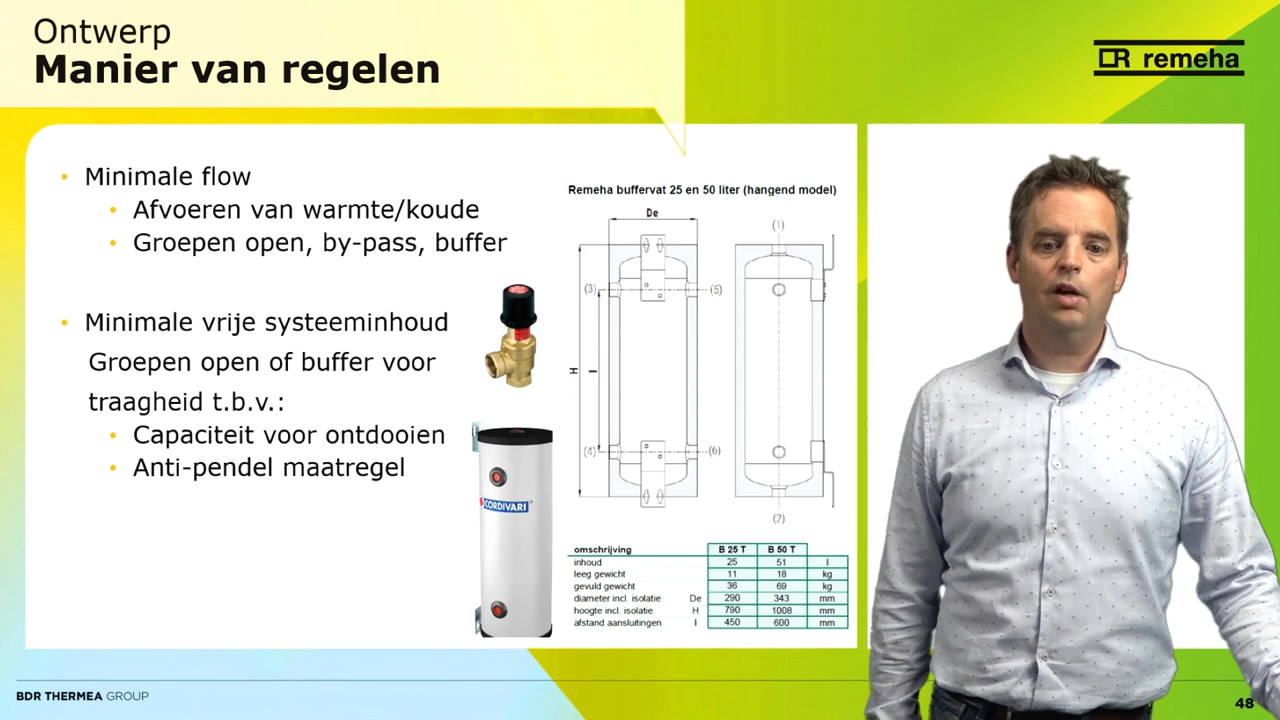 Ontwerp
Manier van regelen
remeha
• Minimale flow
• Afvoeren van warmte/koude
• Groepen open, by-pass, buffer
• Minimale vrije systeeminhoud
Groepen open of buffer voor
traagheid t.b.v.:
• Capaciteit voor ontdooien
• Anti-pendel maatregel
CORDIVARI
Remeha buffervat 25 en 50 liter (hangend model)
De
(1)
(3)
(5)
H
I
(4)
(6)
(2)
omschrijving B 25 T B 50 T
inhoud 25 51 l
leeg gewicht 11 18 kg
gevuld gewicht 36 69 kg
diameter incl. isolatie De 290 343 mm
hoogte incl. isolatie H 790 1008 mm
afstand aansluitingen I 450 600 mm
BDR THERMEA GROUP
48